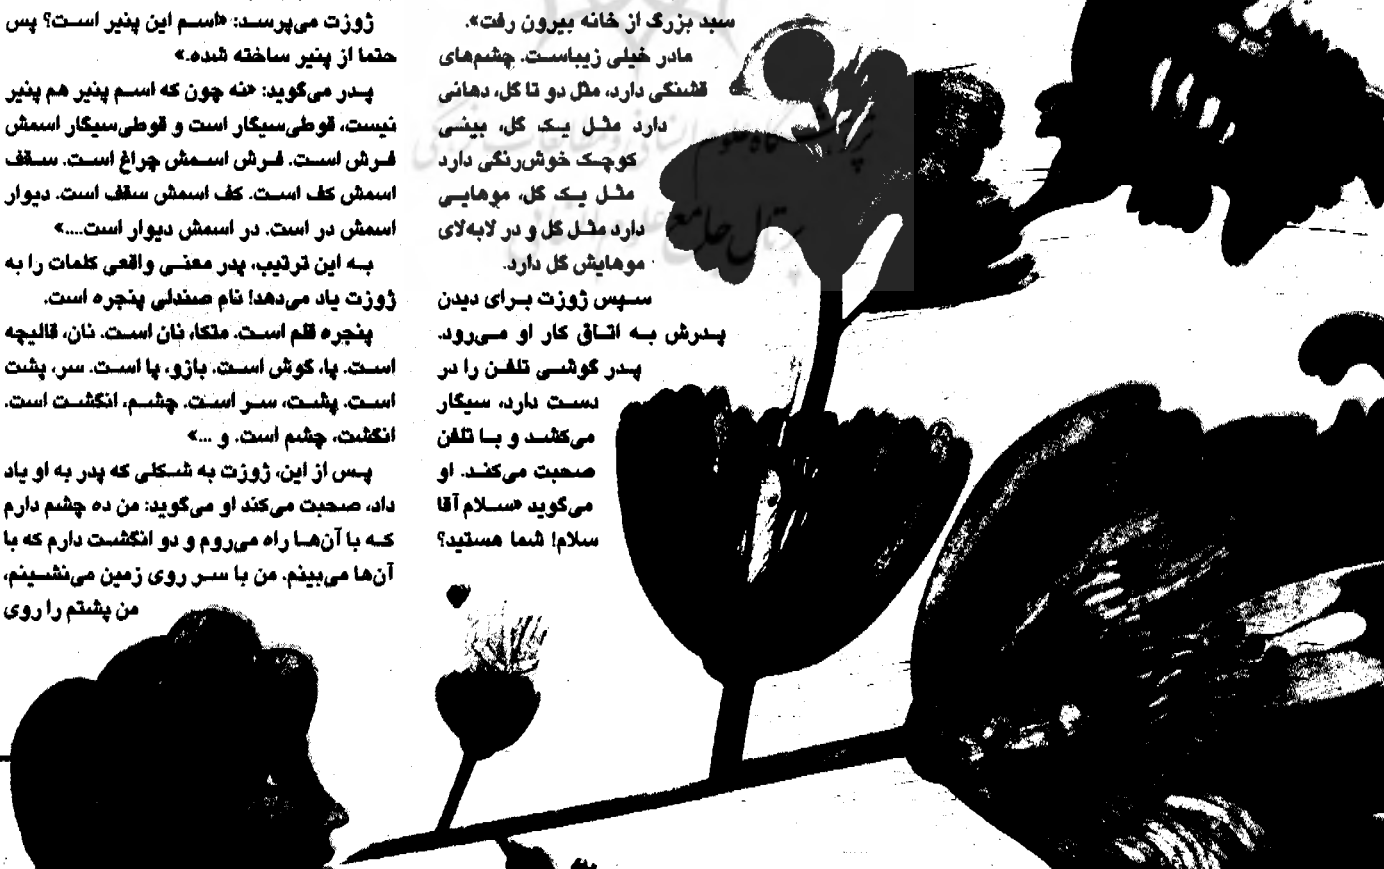 سبد بزرگ از خانه بیرون رفت».
مادر خیلی زیباست. چشم‌های
قشنگی دارد، مثل دو تا گل، دهانی
دارد مثل یک گل، بینی
کوچک خوش‌رنگی دارد
مثل یک گل، موهایی
دارد مثل گل و در لابه‌لای
موهایش گل دارد.
سپس ژوزت برای دیدن
پدرش به اتاق کار او می‌رود.
پدر گوشی تلفن را در
دست دارد، سیگار
می‌کشد و با تلفن
صحبت می‌کند. او
می‌گوید «سلام آقا
سلام! شما هستید؟
ژوزت می‌پرسد: «اسم این پنیر است؟ پس
حتما از پنیر ساخته شده.»
پدر می‌گوید: «نه چون که اسم پنیر هم پنیر
نیست، قوطی‌سیگار است و قوطی‌سیگار اسمش
فرش است. فرش اسمش چراغ است. سقف
اسمش کف است. کف اسمش سقف است. دیوار
اسمش در است. در اسمش دیوار است....»
به این ترتیب، پدر معنی واقعی کلمات را به
ژوزت یاد می‌دهد! نام صندلی پنجره است.
پنجره قلم است. متکا، نان است. نان، قالیچه
است. پا، گوش است. بازو، پا است. سر، پشت
است. پشت، سر است. چشم، انگشت است.
انگشت، چشم است. و ...»
پس از این، ژوزت به شکلی که پدر به او یاد
داد، صحبت می‌کند او می‌گوید: من ده چشم دارم
که با آن‌ها راه می‌روم و دو انگشت دارم که با
آن‌ها می‌بینم. من با سر روی زمین می‌نشینم،
من پشتم را روی
پرتال جامع علوم انسانی